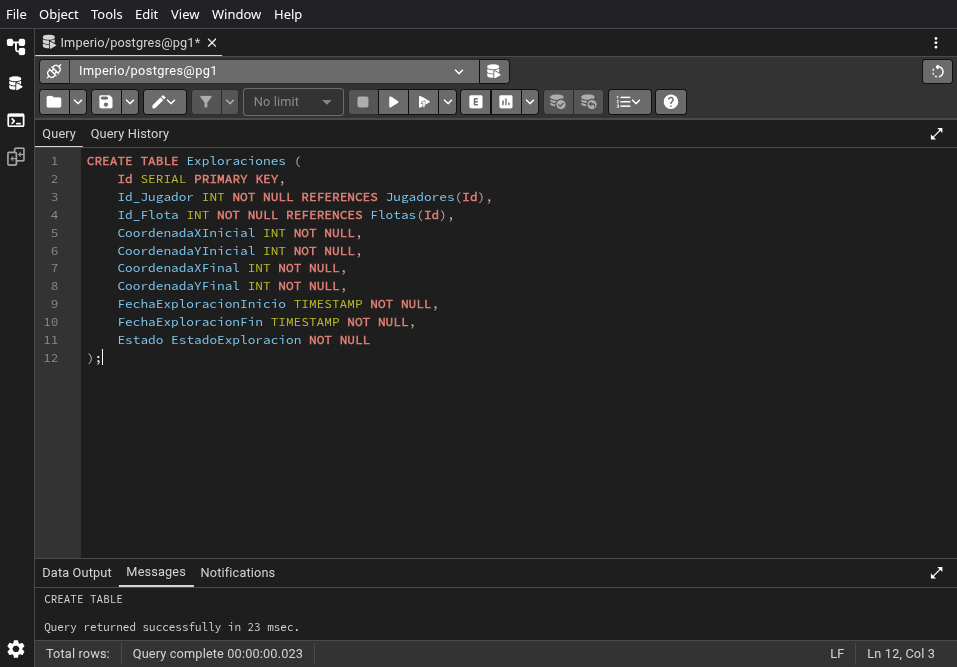 File Object Tools Edit View Window Help
Imperio/postgres@pg1*
Imperio/postgres@pg1
No limit
E
Query Query History
1 CREATE TABLE Exploraciones (
2 Id SERIAL PRIMARY KEY,
3 Id_Jugador INT NOT NULL REFERENCES Jugadores(Id),
4 Id_Flota INT NOT NULL REFERENCES Flotas(Id),
5 CoordenadaXInicial INT NOT NULL,
6 CoordenadaYInicial INT NOT NULL,
7 CoordenadaXFinal INT NOT NULL,
8 CoordenadaYFinal INT NOT NULL,
9 FechaExploracionInicio TIMESTAMP NOT NULL,
10 FechaExploracionFin TIMESTAMP NOT NULL,
11 Estado EstadoExploracion NOT NULL
12 );
Data Output Messages Notifications
CREATE TABLE
Query returned successfully in 23 msec.
Total rows: Query complete 00:00:00.023 LF Ln 12, Col 3